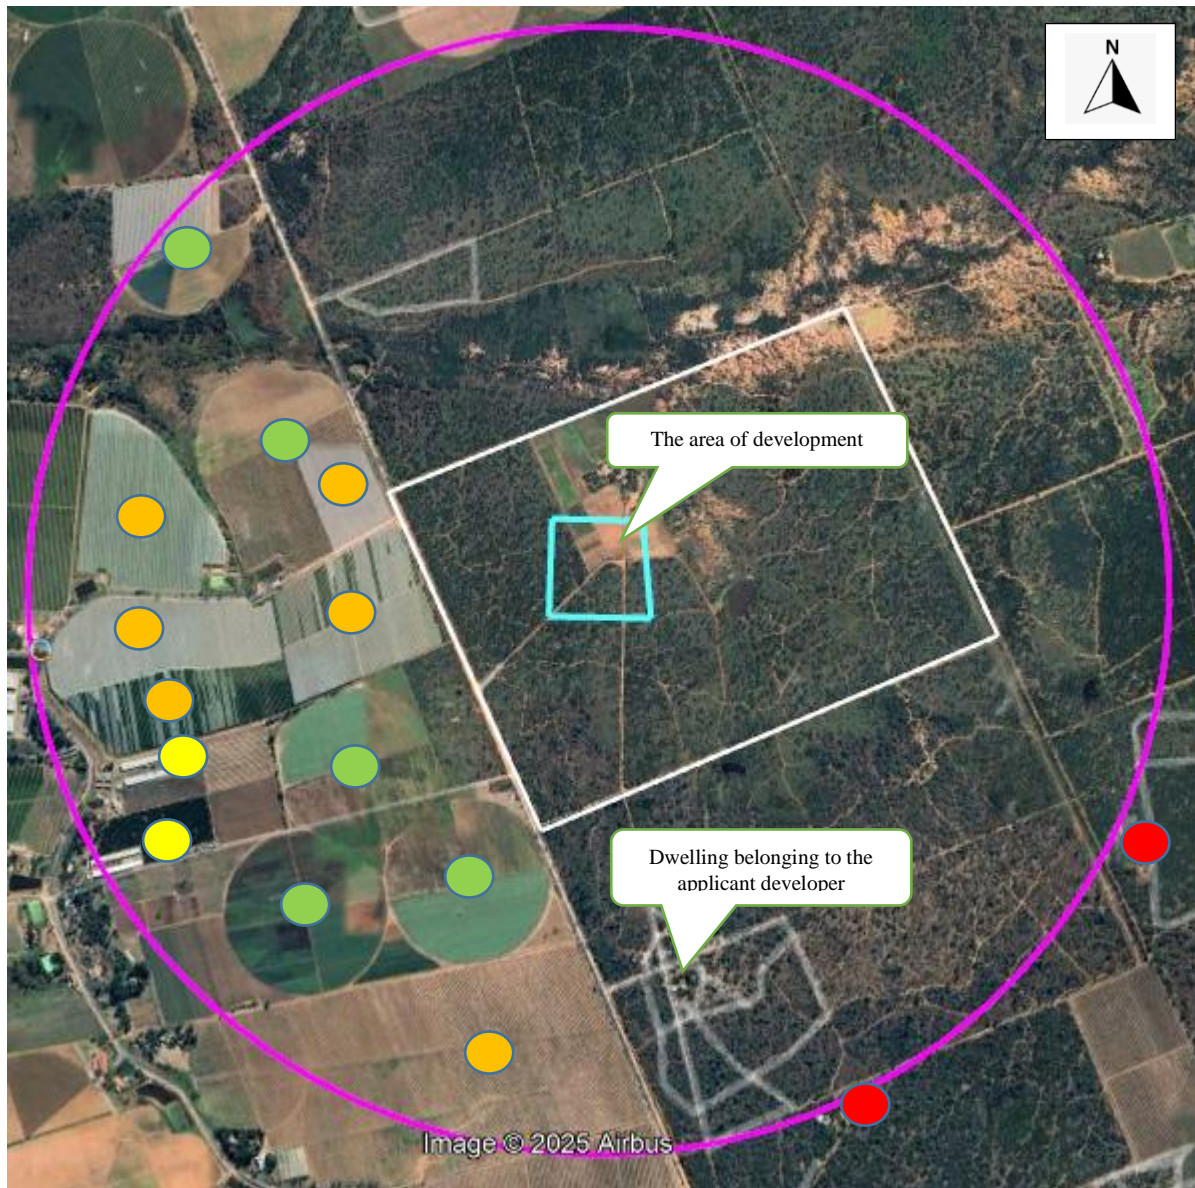 N
The area of development
Dwelling belonging to the
applicant developer
Image © 2025 Airbus